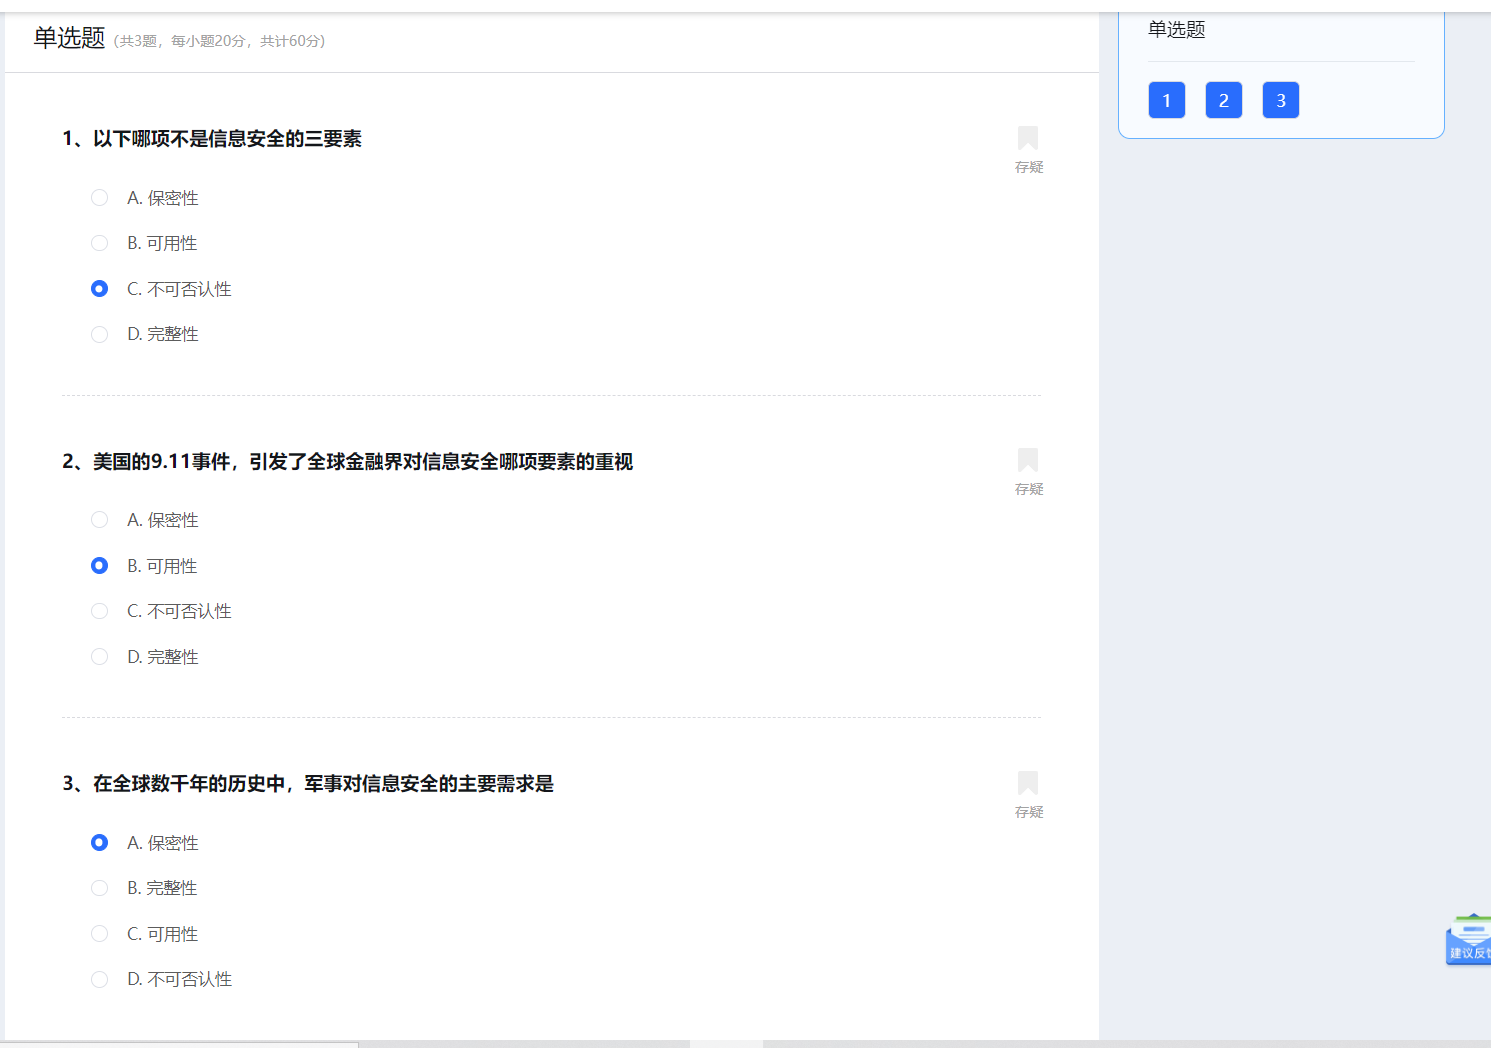 单选题 (共3题，每小题20分，共计60分)
1、以下哪项不是信息安全的三要素
存疑
A. 保密性
B. 可用性
C. 不可否认性
D. 完整性
2、美国的9.11事件，引发了全球金融界对信息安全哪项要素的重视
存疑
A. 保密性
B. 可用性
C. 不可否认性
D. 完整性
3、在全球数千年的历史中，军事对信息安全的主要需求是
存疑
A. 保密性
B. 完整性
C. 可用性
D. 不可否认性
单选题
1 2 3
建议反馈